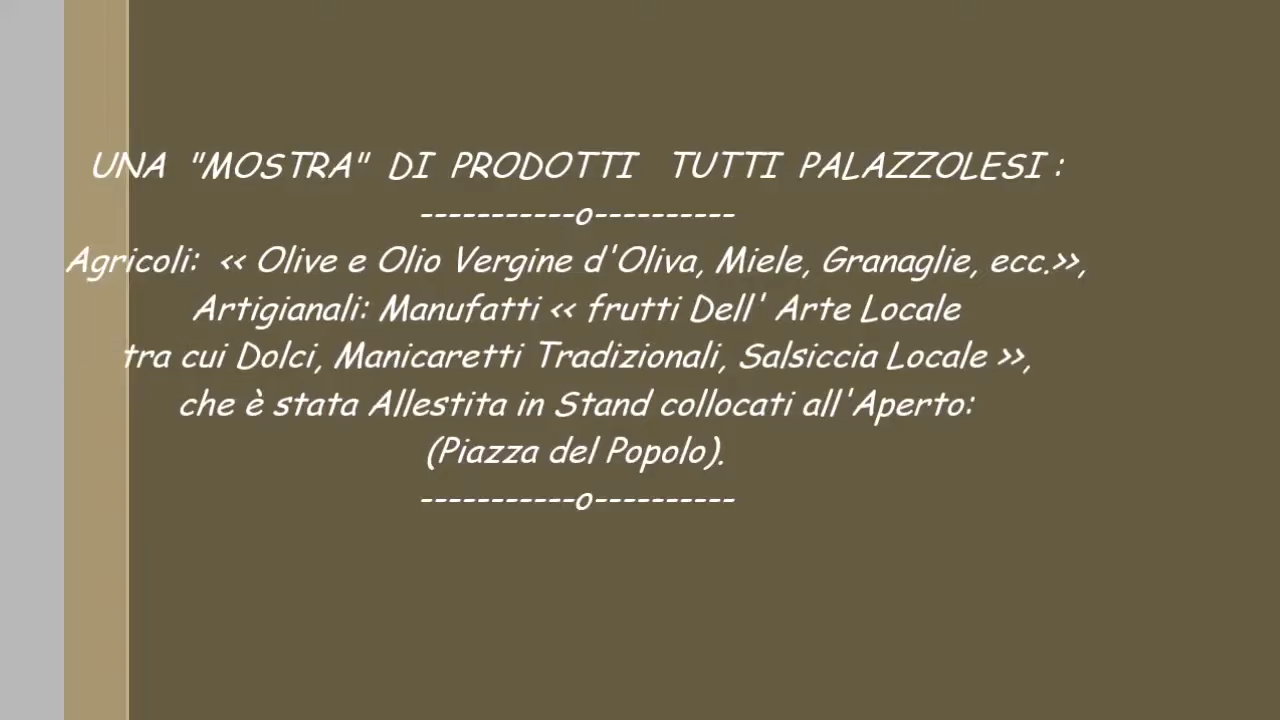 UNA "MOSTRA" DI PRODOTTI TUTTI PALAZZOLESI :
-----------o----------
Agricoli: << Olive e Olio Vergine d'Oliva, Miele, Granaglie, ecc.>>,
Artigianali: Manufatti << frutti Dell' Arte Locale
tra cui Dolci, Manicaretti Tradizionali, Salsiccia Locale >>,
che è stata Allestita in Stand collocati all'Aperto:
(Piazza del Popolo).
-----------o----------